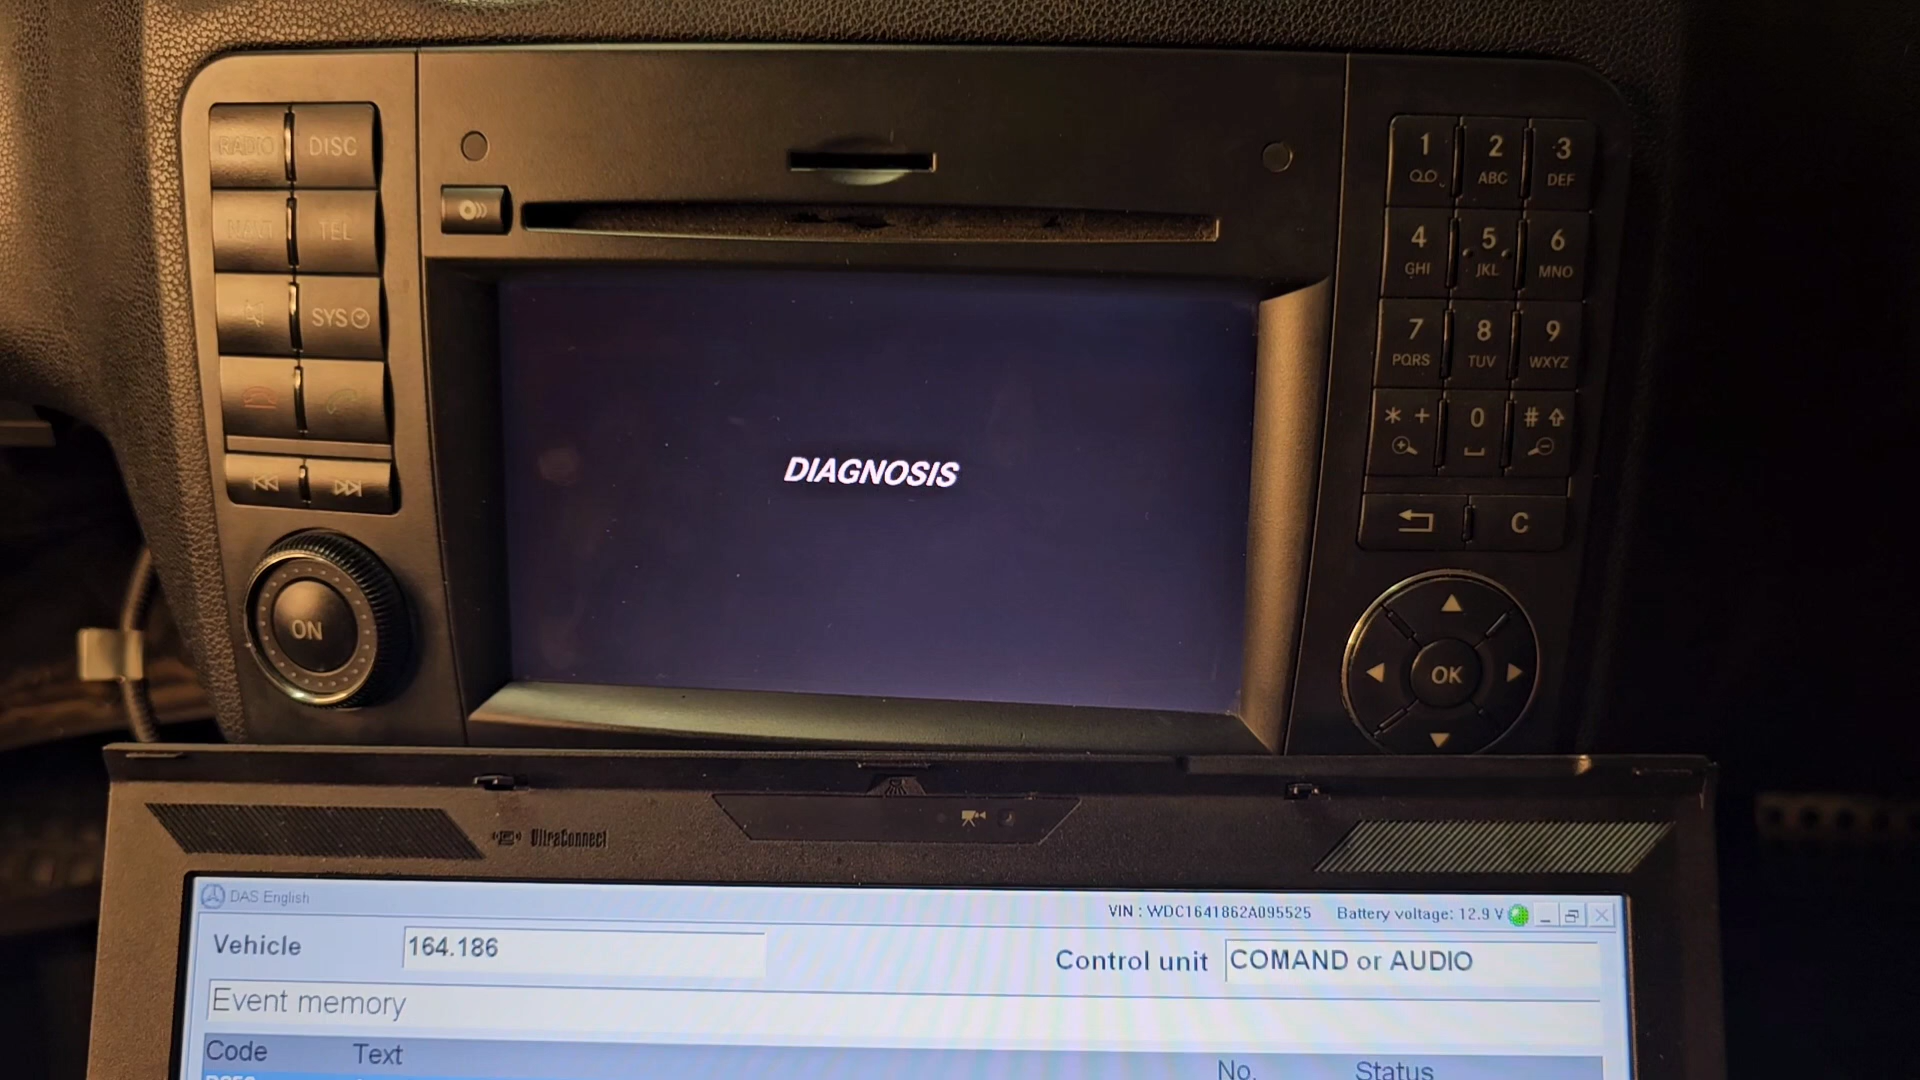 RADIO DISC
NAVI TEL
SYS
ON
DIAGNOSIS
1 2 3
ABC DEF
4 5 6
GHI JKL MNO
7 8 9
PQRS TUV WXYZ
* + 0 #
C
OK
UltraConnect
DAS English
VIN : WDC1641862A095525 Battery voltage: 12.9 V
Vehicle 164.186 Control unit COMAND or AUDIO
Event memory
Code Text No. Status